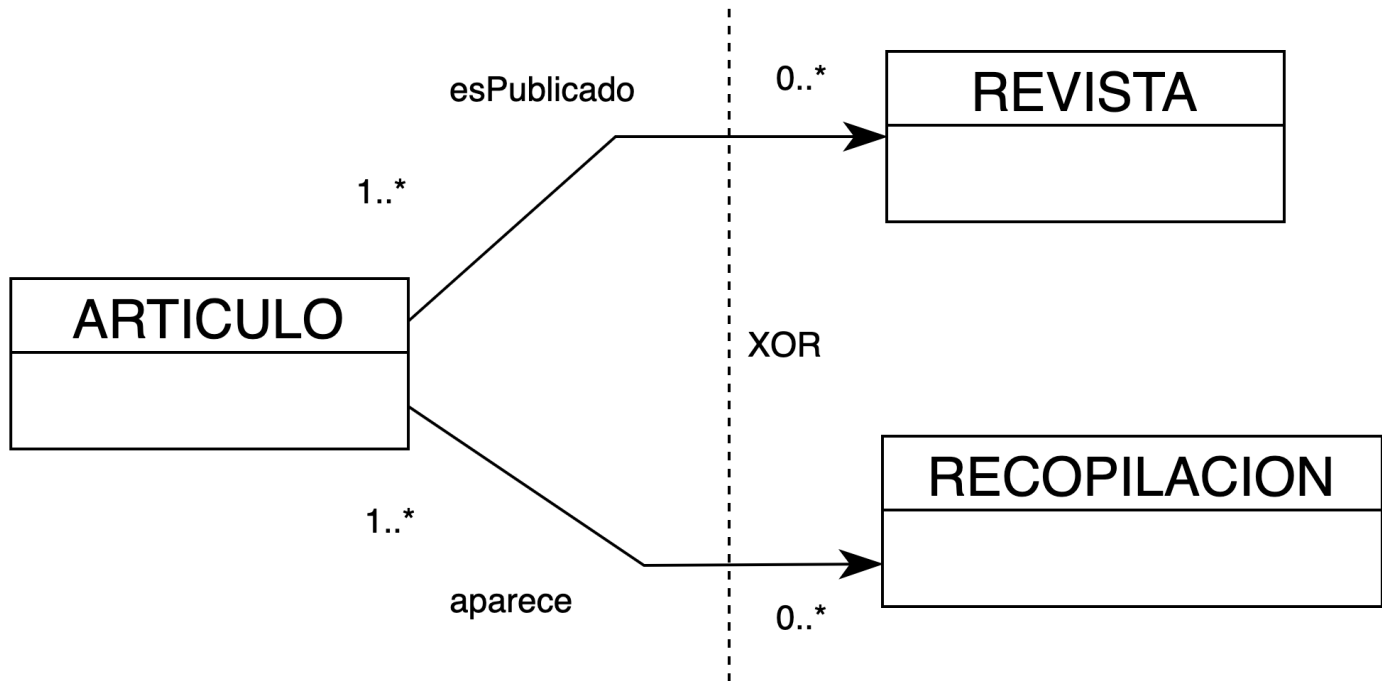 esPublicado
0..*
REVISTA
1..*
ARTICULO
XOR
RECOPILACION
1..*
aparece
0..*